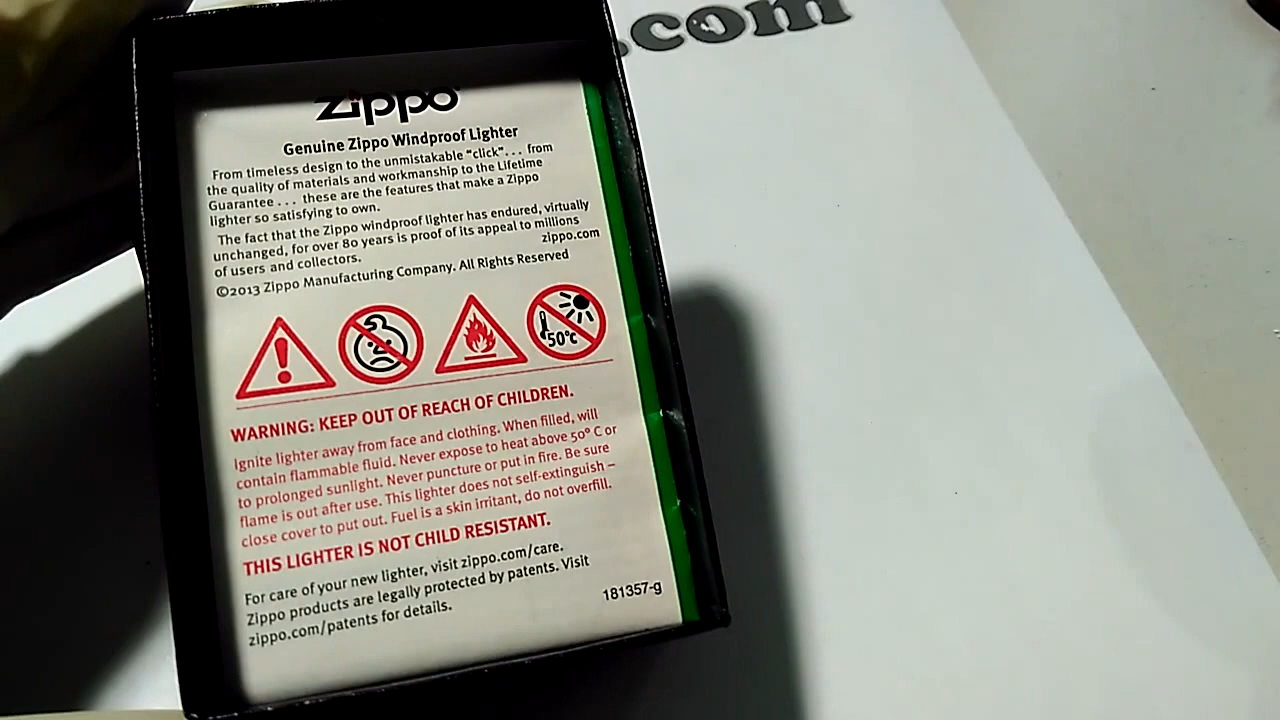 .com
zippo
Genuine Zippo Windproof Lighter
From timeless design to the unmistakable “click”... from
the quality of materials and workmanship to the Lifetime
Guarantee ... these are the features that make a Zippo
lighter so satisfying to own.
The fact that the Zippo windproof lighter has endured, virtually
unchanged, for over 80 years is proof of its appeal to millions
of users and collectors.
zippo.com
©2013 Zippo Manufacturing Company. All Rights Reserved
50°C
WARNING: KEEP OUT OF REACH OF CHILDREN.
Ignite lighter away from face and clothing. When filled, will
contain flammable fluid. Never expose to heat above 50° C or
to prolonged sunlight. Never puncture or put in fire. Be sure
flame is out after use. This lighter does not self-extinguish –
close cover to put out. Fuel is a skin irritant, do not overfill.
THIS LIGHTER IS NOT CHILD RESISTANT.
For care of your new lighter, visit zippo.com/care.
Zippo products are legally protected by patents. Visit
zippo.com/patents for details.
181357-g